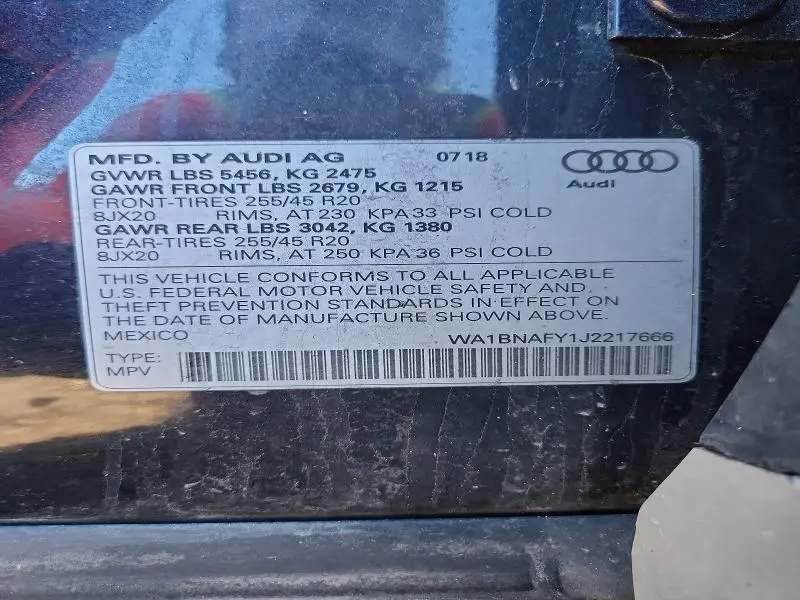 MFD. BY AUDI AG 0718
GVWR LBS 5456, KG 2475
GAWR FRONT LBS 2679, KG 1215
FRONT-TIRES 255/45 R20
8JX20 RIMS, AT 230 KPA 33 PSI COLD
GAWR REAR LBS 3042, KG 1380
REAR-TIRES 255/45 R20
8JX20 RIMS, AT 250 KPA 36 PSI COLD
Audi
THIS VEHICLE CONFORMS TO ALL APPLICABLE
U.S. FEDERAL MOTOR VEHICLE SAFETY AND
THEFT PREVENTION STANDARDS IN EFFECT ON
THE DATE OF MANUFACTURE SHOWN ABOVE.
MEXICO WA1BNAFY1J2217666
TYPE:
MPV